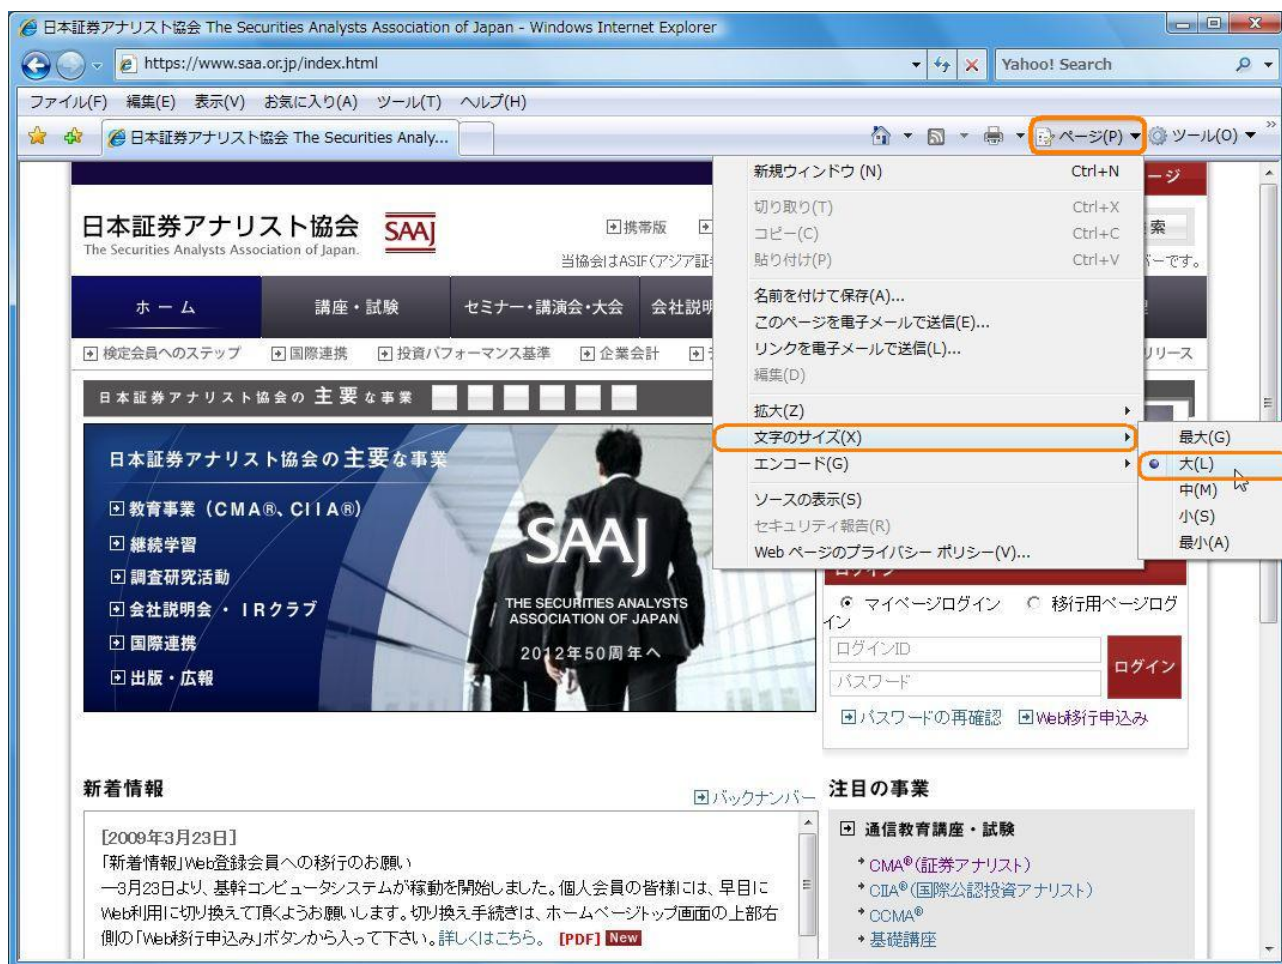 日本証券アナリスト協会 The Securities Analysts Association of Japan - Windows Internet Explorer
https://www.saa.or.jp/index.html
Yahoo! Search
ファイル(F) 編集(E) 表示(V) お気に入り(A) ツール(T) ヘルプ(H)
日本証券アナリスト協会 The Securities Analy...
ページ(P) ツール(O)
新規ウィンドウ (N) Ctrl+N
切り取り(T) Ctrl+X
コピー(C) Ctrl+C
貼り付け(P) Ctrl+V
名前を付けて保存(A)...
このページを電子メールで送信(E)...
リンクを電子メールで送信(L)...
編集(D)
拡大(Z)
文字のサイズ(X)
エンコード(G)
ソースの表示(S)
セキュリティ報告(R)
Web ページのプライバシー ポリシー(V)...
最大(G)
大(L)
中(M)
小(S)
最小(A)
ージ
日本証券アナリスト協会 SAAJ
The Securities Analysts Association of Japan.
携帯版
索
当協会はASIF(アジア証
バーです。
ホーム 講座・試験 セミナー・講演会・大会 会社説明
検定会員へのステップ 国際連携 投資パフォーマンス基準 企業会計
リリース
日本証券アナリスト協会の主要な事業
日本証券アナリスト協会の主要な事業
教育事業（CMA®、CIIA®）
継続学習
調査研究活動
会社説明会 ・ IRクラブ
国際連携
出版・広報
SAAJ
THE SECURITIES ANALYSTS
ASSOCIATION OF JAPAN
2012年50周年へ
ログイン
マイページログイン 移行用ページログ
イン
ログインID
パスワード
ログイン
パスワードの再確認 Web移行申込み
新着情報
バックナンバー
[2009年3月23日]
「新着情報」Web登録会員への移行のお願い
―3月23日より、基幹コンピュータシステムが稼動を開始しました。個人会員の皆様には、早目に
Web利用に切り換えて頂くようお願いします。切り換え手続きは、ホームページトップ画面の上部右
側の「Web移行申込み」ボタンから入って下さい。詳しくはこちら。 [PDF] New
注目の事業
通信教育講座・試験
CMA®(証券アナリスト)
CIIA®(国際公認投資アナリスト)
CCMA®
基礎講座